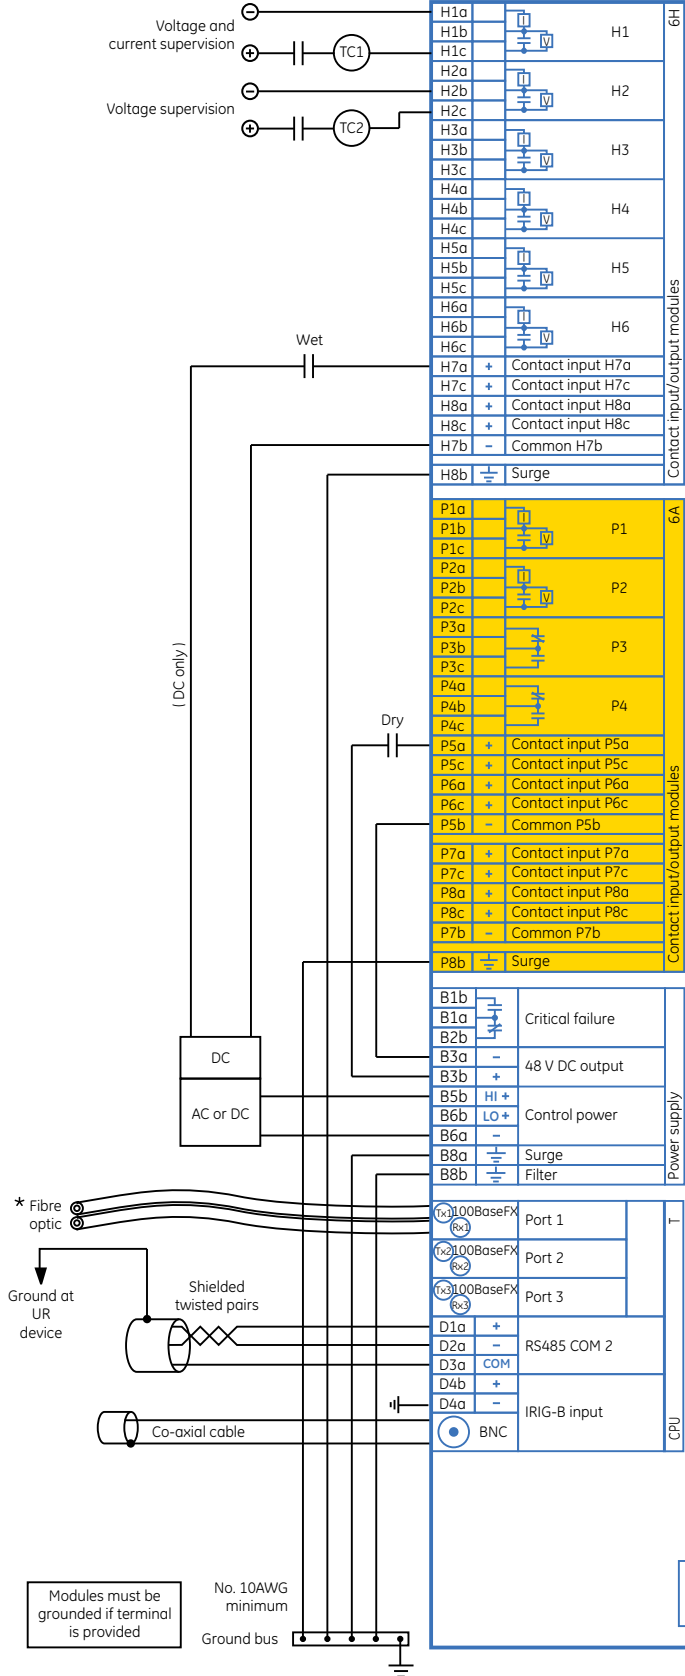 Voltage and
current supervision
TC1
Voltage supervision
TC2
H1a
H1b
H1c
I
V
H1
6H
H2a
H2b
H2c
I
V
H2
H3a
H3b
H3c
I
V
H3
H4a
H4b
H4c
I
V
H4
H5a
H5b
H5c
I
V
H5
H6a
H6b
H6c
I
V
H6
Contact input/output modules
Wet
H7a + Contact input H7a
H7c + Contact input H7c
H8a + Contact input H8a
H8c + Contact input H8c
H7b - Common H7b
H8b Surge
P1a
P1b
P1c
I
V
P1
6A
P2a
P2b
P2c
I
V
P2
P3a
P3b
P3c
P3
P4a
P4b
P4c
P4
(DC only)
Dry
P5a + Contact input P5a
P5c + Contact input P5c
P6a + Contact input P6a
P6c + Contact input P6c
P5b - Common P5b
P7a + Contact input P7a
P7c + Contact input P7c
P8a + Contact input P8a
P8c + Contact input P8c
P7b - Common P7b
P8b Surge
Contact input/output modules
B1b
B1a
B2b
Critical failure
B3a -
B3b +
48 V DC output
B5b HI +
B6b LO +
B6a -
Control power
B8a Surge
B8b Filter
Power supply
DC
AC or DC
* Fibre
optic
Tx1 100BaseFX
Rx1
Port 1
T
Tx2 100BaseFX
Rx2
Port 2
Tx3 100BaseFX
Rx3
Port 3
Ground at
UR
device
Shielded
twisted pairs
D1a +
D2a -
D3a COM
RS485 COM 2
D4b +
D4a -
BNC
IRIG-B input
CPU
Co-axial cable
Modules must be
grounded if terminal
is provided
No. 10AWG
minimum
Ground bus